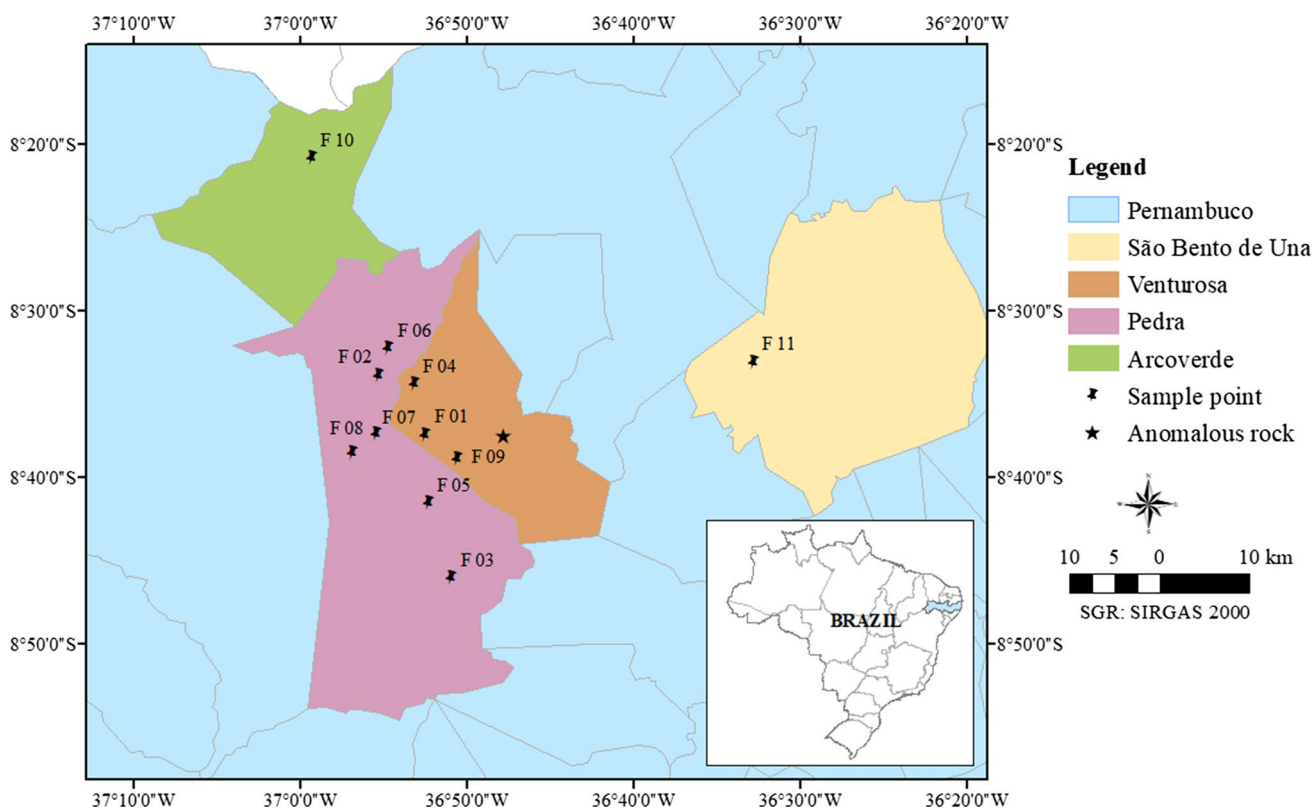 37°10'0"W 37°0'0"W 36°50'0"W 36°40'0"W 36°30'0"W 36°20'0"W
8°20'0"S 8°20'0"S
F 10
Legend
Pernambuco
São Bento de Una
Venturosa
Pedra
Arcoverde
Sample point
Anomalous rock
8°30'0"S 8°30'0"S
F 06
F 02
F 04
F 11
F 07 F 01
F 08
F 09
8°40'0"S 8°40'0"S
F 05
F 03
N
W E
S
10 5 0 10 km
SGR: SIRGAS 2000
BRAZIL
8°50'0"S 8°50'0"S
37°10'0"W 37°0'0"W 36°50'0"W 36°40'0"W 36°30'0"W 36°20'0"W